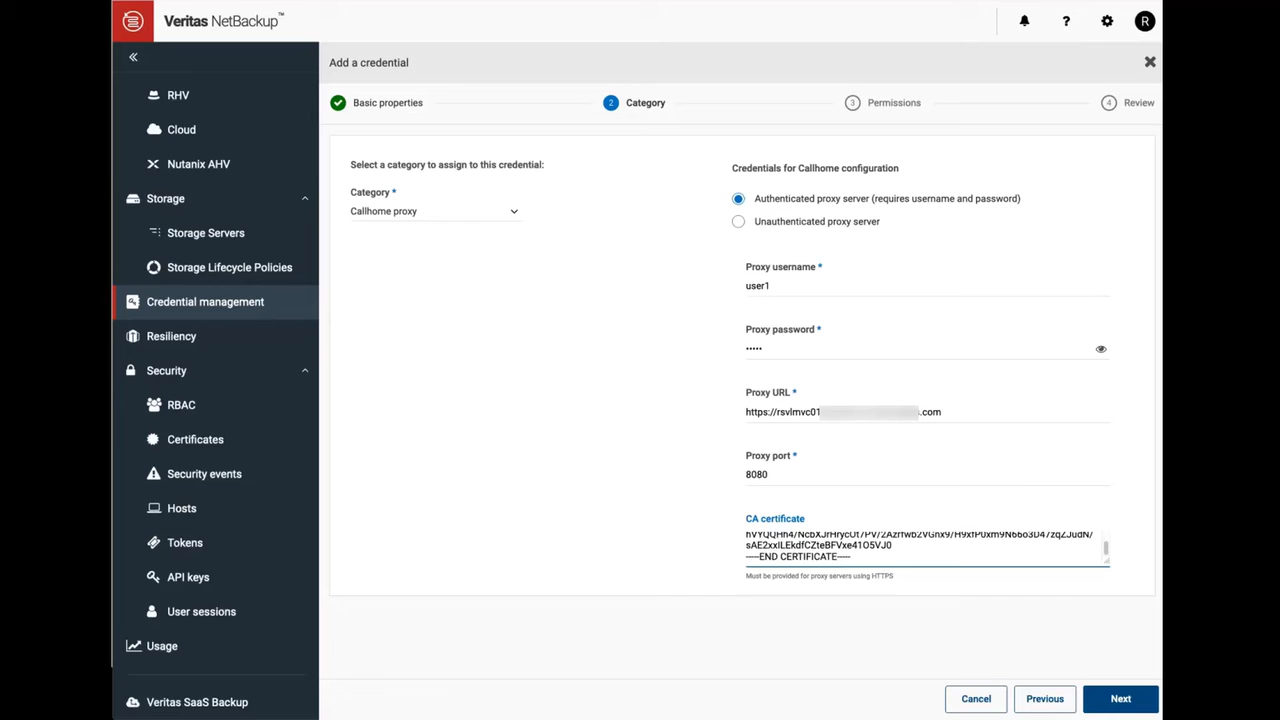 Veritas NetBackup™
R
Add a credential
Basic properties
2 Category
3 Permissions
4 Review
RHV
Cloud
Nutanix AHV
Storage
Storage Servers
Storage Lifecycle Policies
Credential management
Resiliency
Security
RBAC
Certificates
Security events
Hosts
Tokens
API keys
User sessions
Usage
Veritas SaaS Backup
Select a category to assign to this credential:
Category *
Callhome proxy
Credentials for Callhome configuration
Authenticated proxy server (requires username and password)
Unauthenticated proxy server
Proxy username *
user1
Proxy password *
•••••
Proxy URL *
https://rsvlmvc01 .com
Proxy port *
8080
CA certificate
sAE2xxILEkdfCZteBFVxe41O5VJ0
-----END CERTIFICATE-----
Must be provided for proxy servers using HTTPS
Cancel
Previous
Next